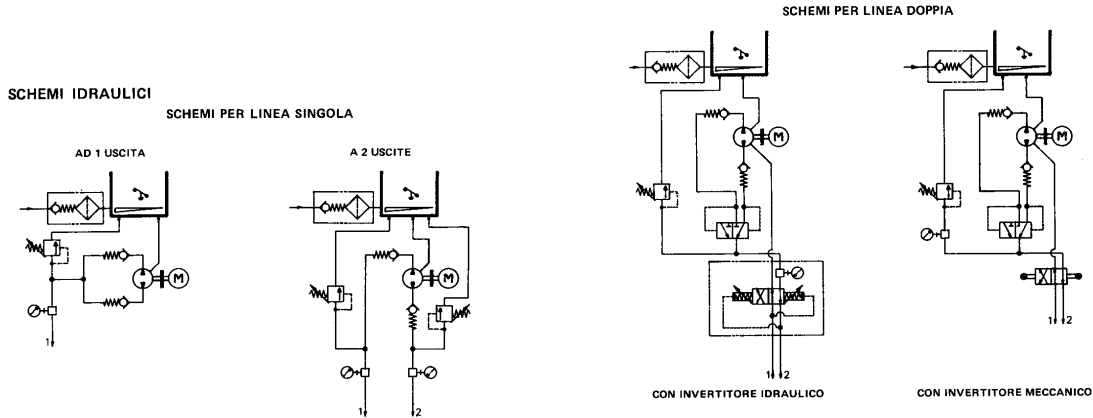 SCHEMI IDRAULICI
SCHEMI PER LINEA SINGOLA
AD 1 USCITA
A 2 USCITE
M
M
1
1
2
SCHEMI PER LINEA DOPPIA
M
M
1 2
1 2
CON INVERTITORE IDRAULICO
CON INVERTITORE MECCANICO